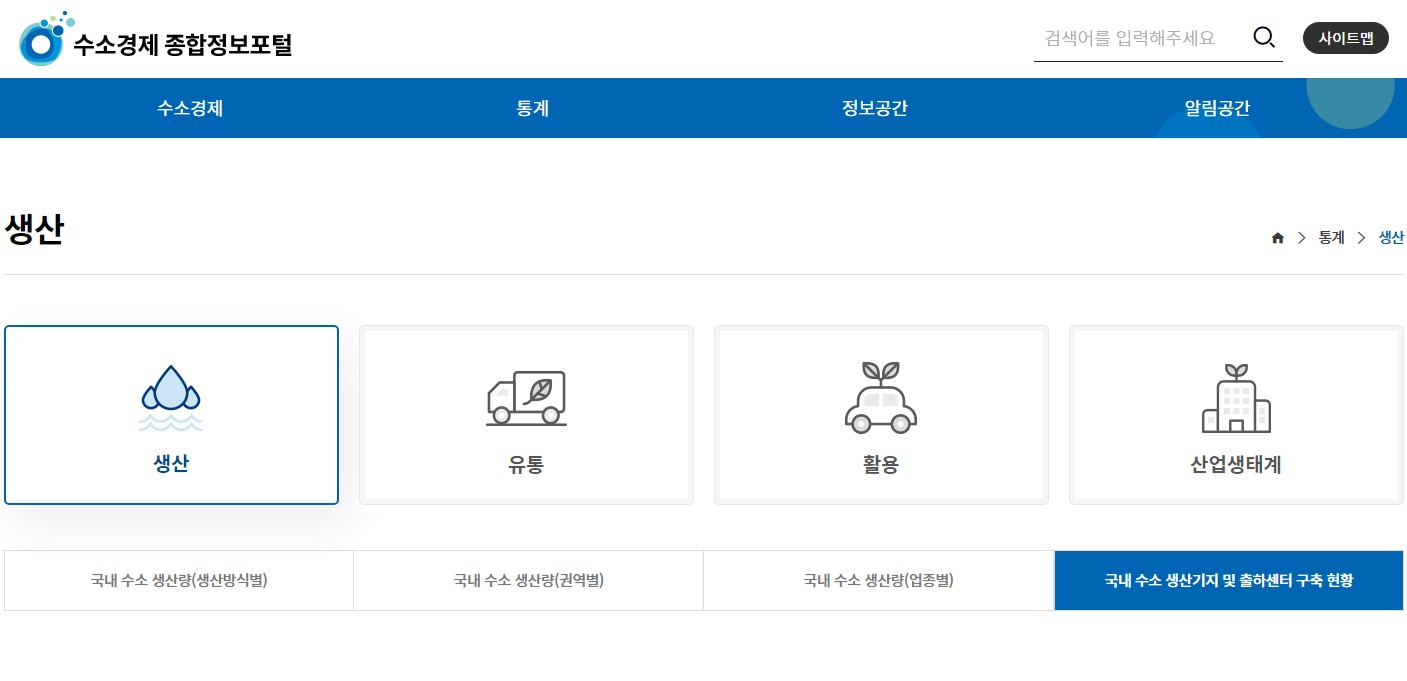 수소경제 종합정보포털
검색어를 입력해주세요
사이트맵
수소경제
통계
정보공간
알림공간
생산
통계
생산
생산
유통
활용
산업생태계
국내 수소 생산량(생산방식별)
국내 수소 생산량(권역별)
국내 수소 생산량(업종별)
국내 수소 생산기지 및 출하센터 구축 현황